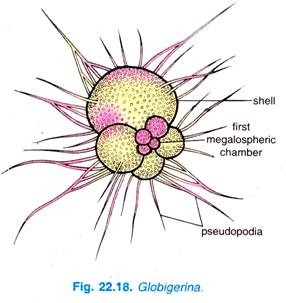 shell
first
megalospheric
chamber
pseudopodia
Fig. 22.18. Globigerina.